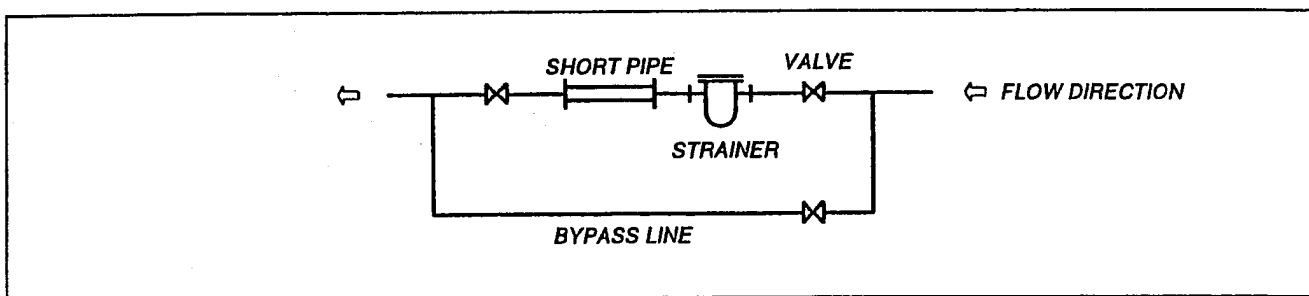 SHORT PIPE
VALVE
FLOW DIRECTION
STRAINER
BYPASS LINE